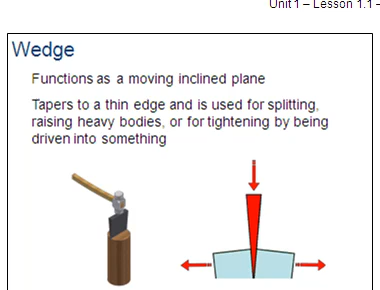 Unit 1 – Lesson 1.1 –
Wedge
Functions as a moving inclined plane
Tapers to a thin edge and is used for splitting,
raising heavy bodies, or for tightening by being
driven into something